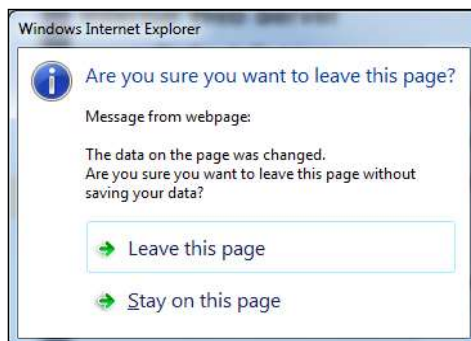 Windows Internet Explorer
Are you sure you want to leave this page?
Message from webpage:
The data on the page was changed.
Are you sure you want to leave this page without
saving your data?
Leave this page
Stay on this page